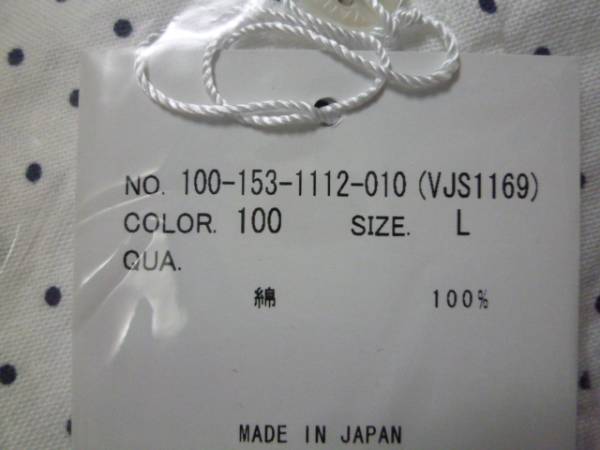 NO. 100-153-1112-010 (VJS1169)
COLOR. 100 SIZE. L
QUA.
綿 100%
MADE IN JAPAN